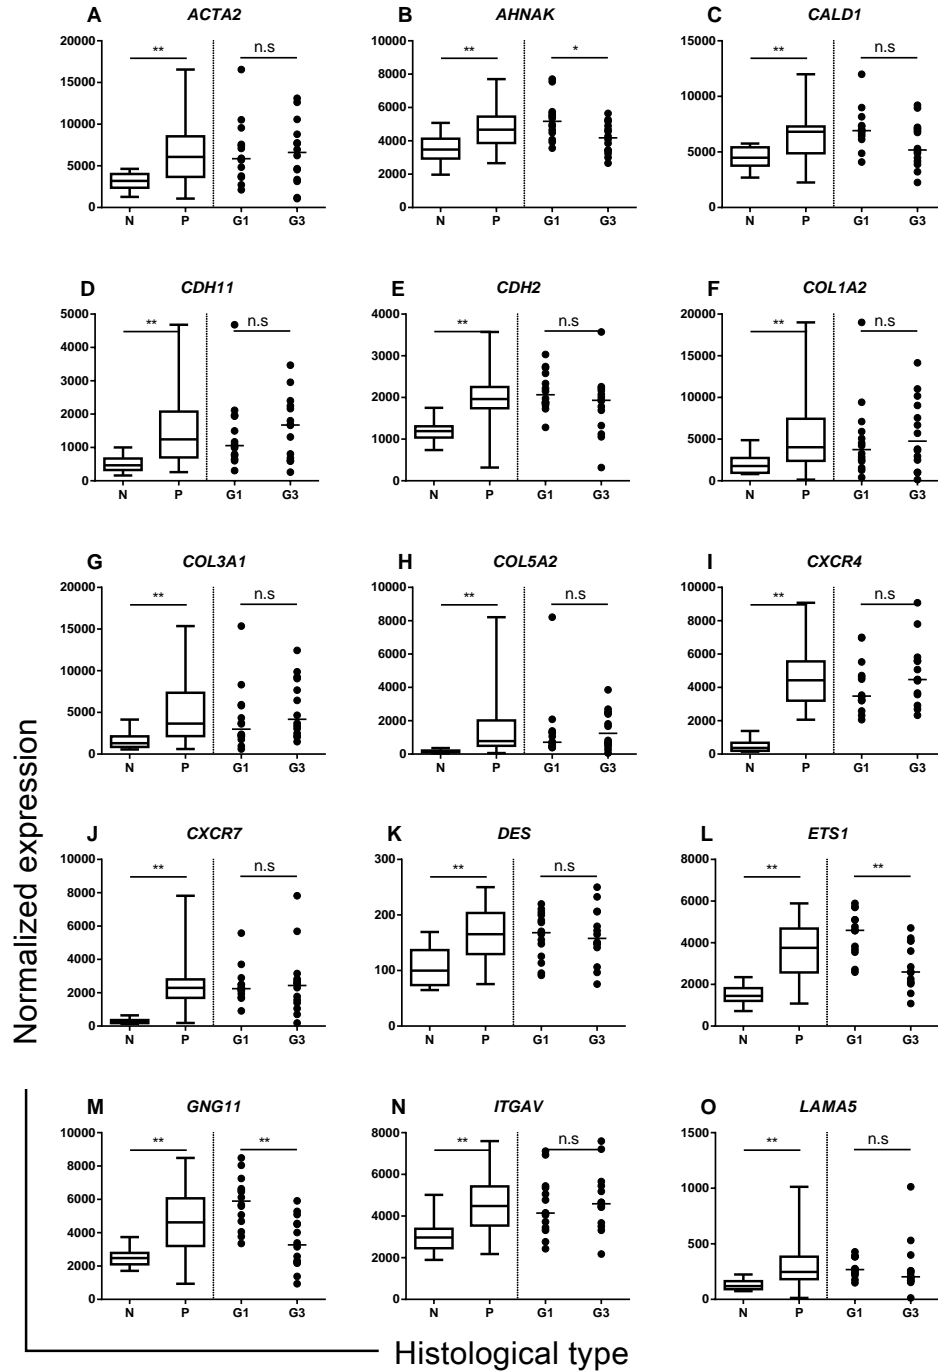 A ACTA2
20000
15000
10000
5000
0
** n.s
N P G1 G3
B AHNAK
10000
8000
6000
4000
2000
0
** *
N P G1 G3
C CALD1
15000
10000
5000
0
** n.s
N P G1 G3
D CDH11
5000
4000
3000
2000
1000
0
** n.s
N P G1 G3
E CDH2
4000
3000
2000
1000
0
** n.s
N P G1 G3
F COL1A2
20000
15000
10000
5000
0
** n.s
N P G1 G3
G COL3A1
20000
15000
10000
5000
0
** n.s
N P G1 G3
H COL5A2
10000
8000
6000
4000
2000
0
** n.s
N P G1 G3
I CXCR4
10000
8000
6000
4000
2000
0
** n.s
N P G1 G3
J CXCR7
10000
8000
6000
4000
2000
0
** n.s
N P G1 G3
K DES
300
200
100
0
** n.s
N P G1 G3
L ETS1
8000
6000
4000
2000
0
** **
N P G1 G3
M GNG11
10000
8000
6000
4000
2000
0
** **
N P G1 G3
N ITGAV
8000
6000
4000
2000
0
** n.s
N P G1 G3
O LAMA5
1500
1000
500
0
** n.s
N P G1 G3
Normalized expression
Histological type